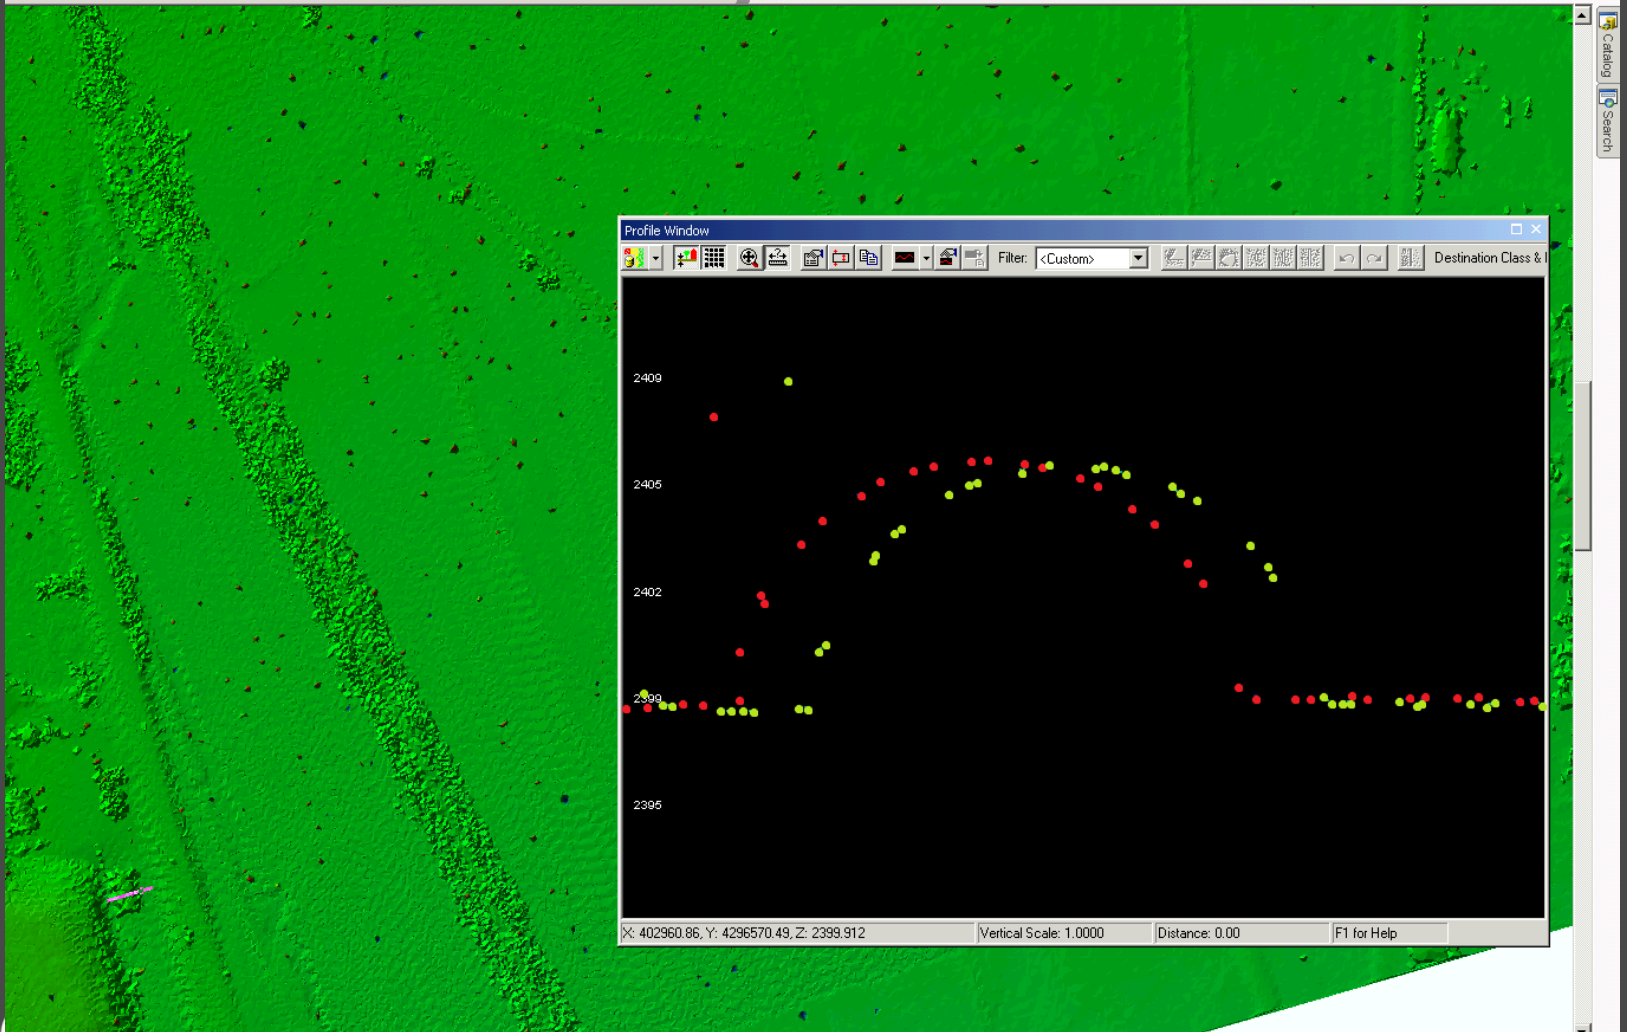 Catalog
Search
Profile Window
Filter: <Custom> Destination Class &
2409
2405
2402
2399
2395
X: 402960.86, Y: 4296570.49, Z: 2399.912 Vertical Scale: 1.0000 Distance: 0.00 F1 for Help